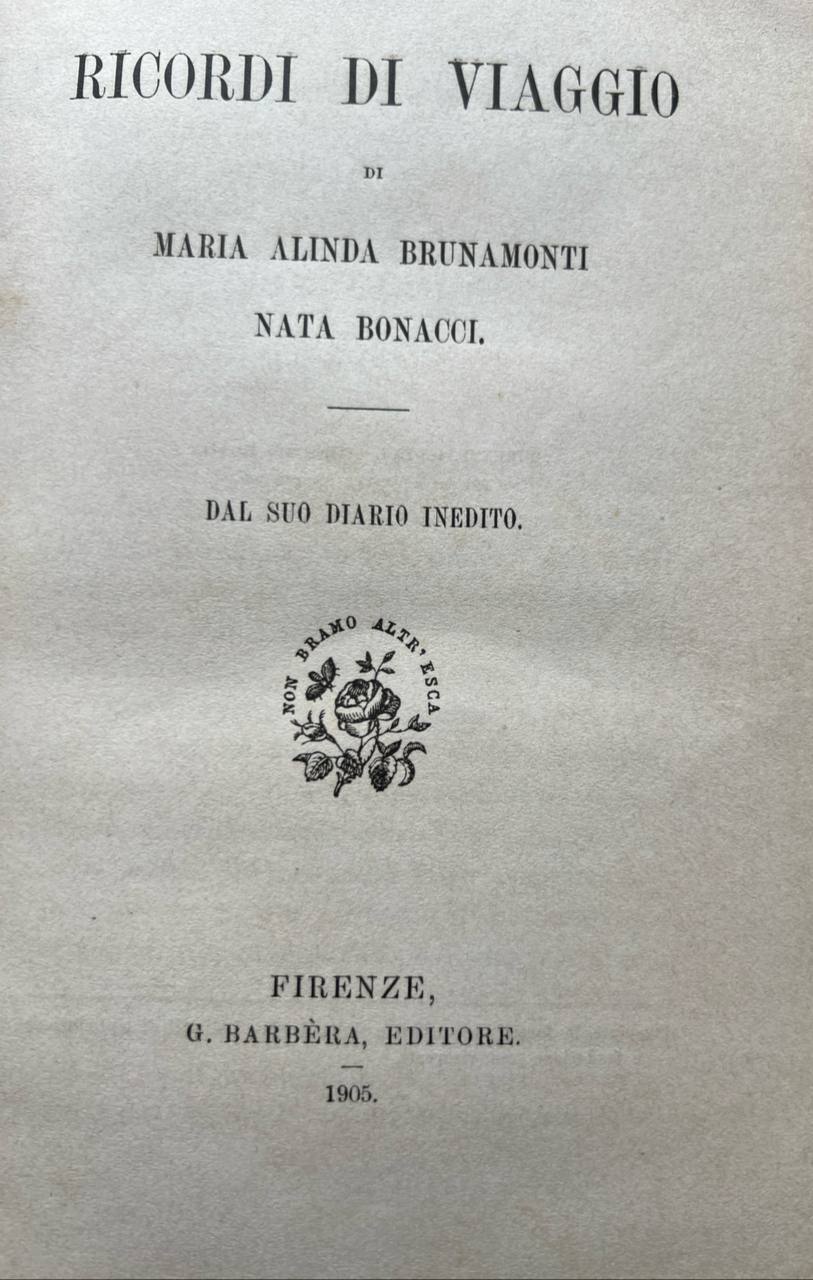 RICORDI DI VIAGGIO
DI
MARIA ALINDA BRUNAMONTI
NATA BONACCI.
DAL SUO DIARIO INEDITO.
NON BRAMO ALTR' ESCA
FIRENZE,
G. BARBÈRA, EDITORE.
1905.